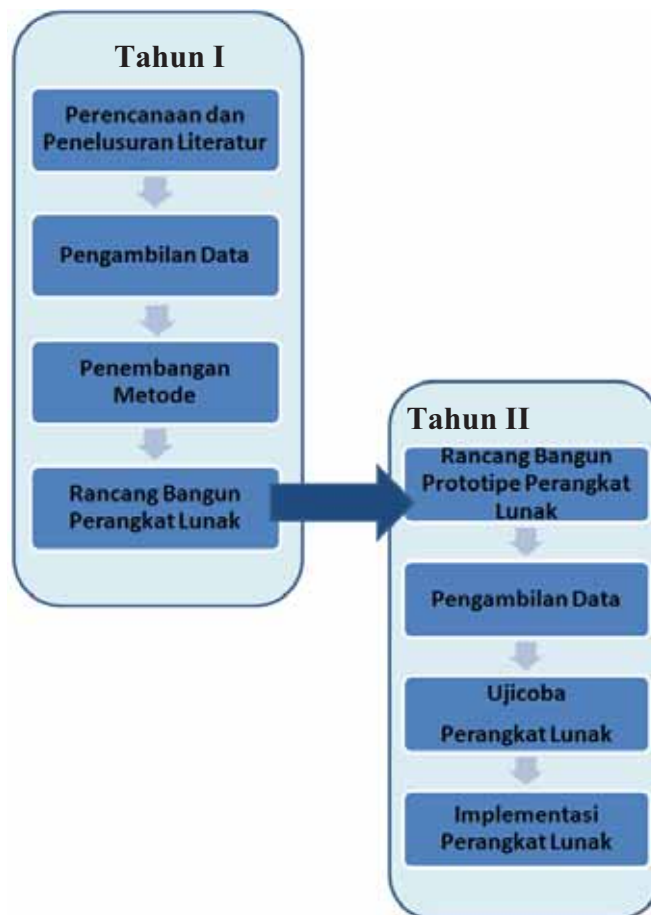 Tahun I
Perencanaan dan
Penelusuran Literatur
Pengambilan Data
Penembangan
Metode
Rancang Bangun
Perangkat Lunak
Tahun II
Rancang Bangun
Prototipe Perangkat
Lunak
Pengambilan Data
Ujicoba
Perangkat Lunak
Implementasi
Perangkat Lunak